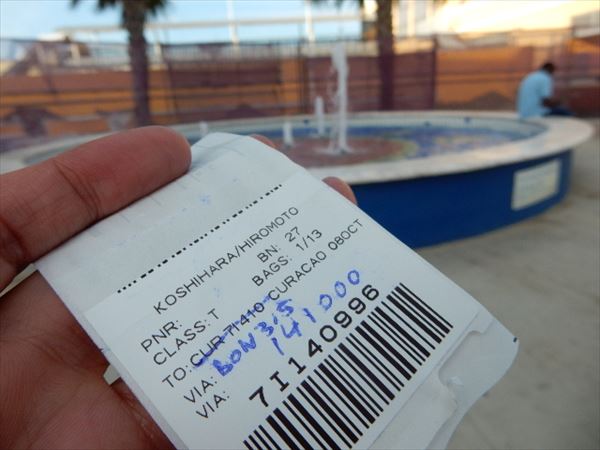 KOSHIHARA/HIROMOTO
PNR: BN: 27
CLASS: T BAGS: 1/13
TO: CUR 7I410 CURACAO 08OCT
VIA: BON 315
VIA: 141000
7I140996